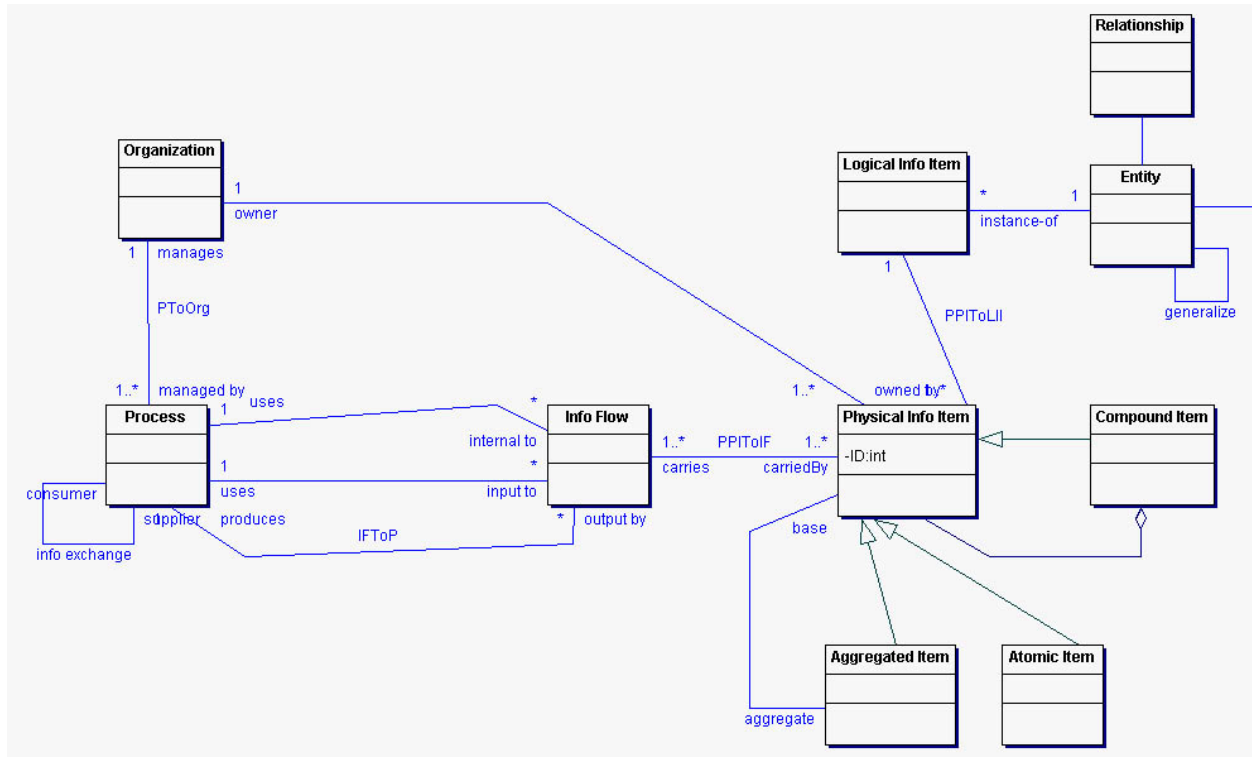 Relationship
Organization
Logical Info Item
Entity
1
owner
*
1
instance-of
1
manages
1
generalize
PToOrg
PPIToLII
1..*
managed by
1..*
owned by
*
Process
1
uses
*
Info Flow
Physical Info Item
Compound Item
internal to
1..*
PPIToIF
1..*
-ID:int
1
*
carries
carriedBy
consumer
uses
input to
supplier
produces
*
output by
base
info exchange
IFToP
Aggregated Item
Atomic Item
aggregate